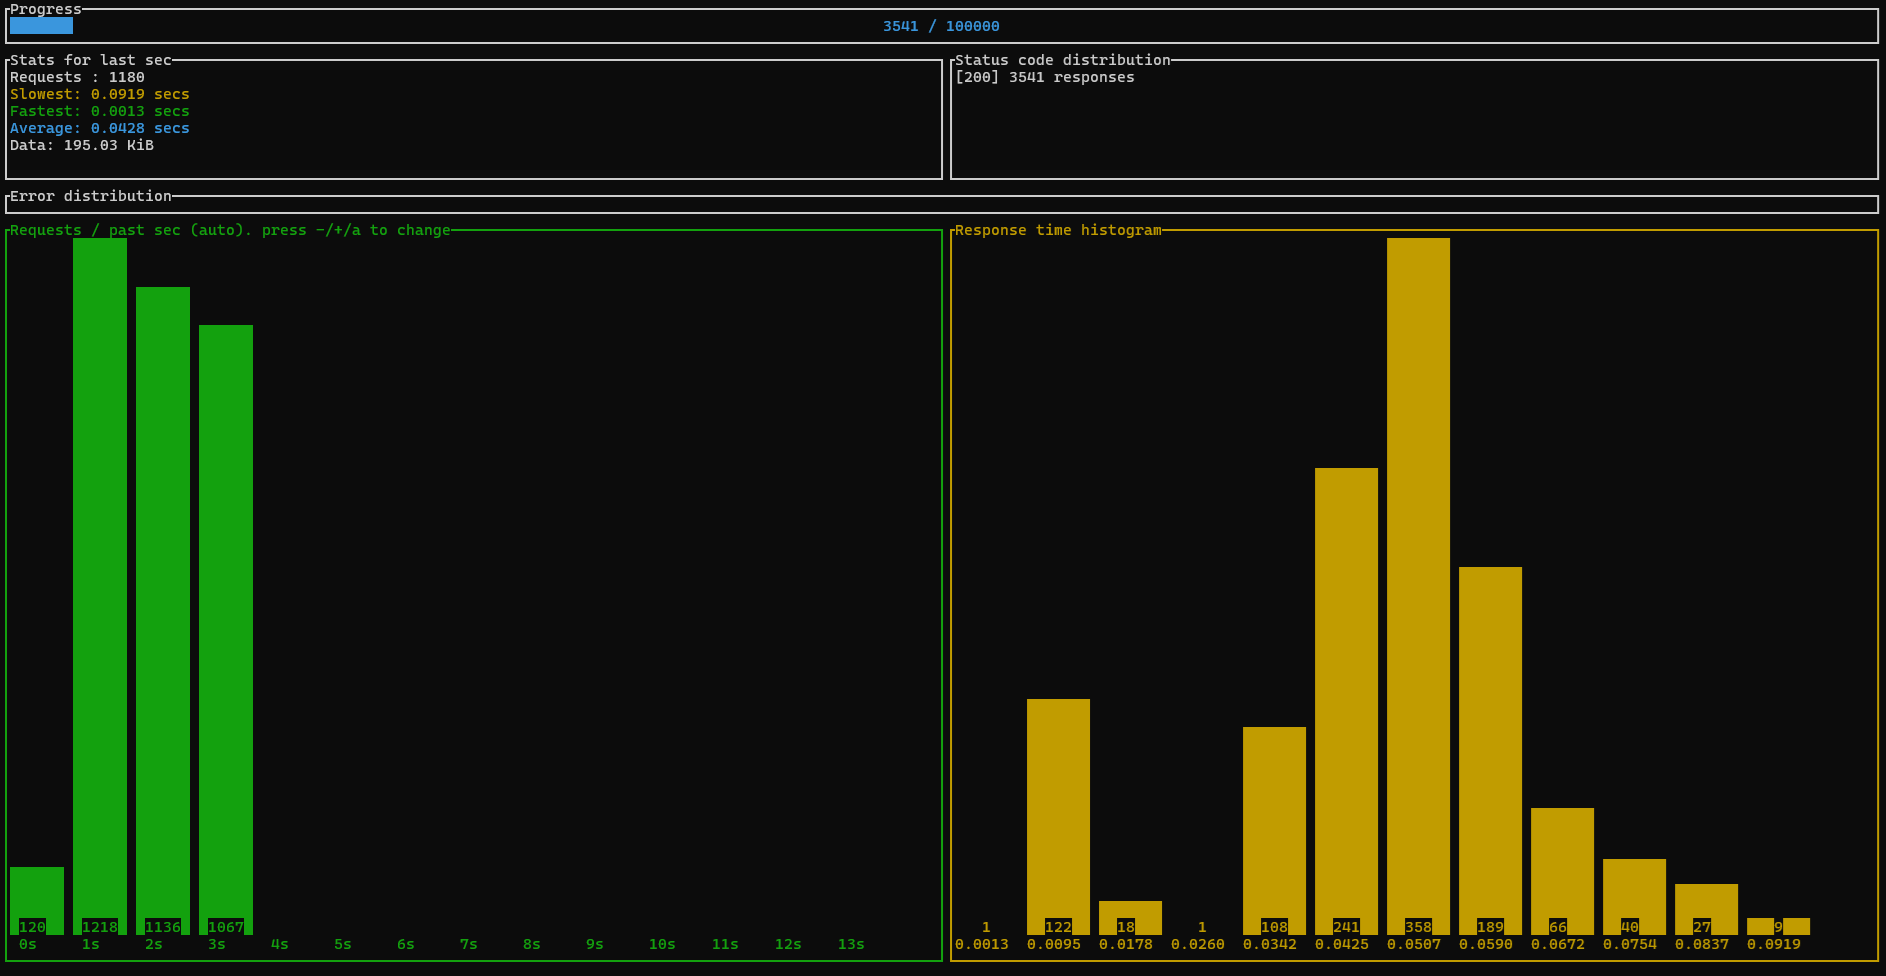 Progress
3541 / 100000
Stats for last sec
Requests : 1180
Slowest: 0.0919 secs
Fastest: 0.0013 secs
Average: 0.0428 secs
Data: 195.03 KiB
Status code distribution
[200] 3541 responses
Error distribution
Requests / past sec (auto). press -/+/a to change
120 1218 1136 1067
0s 1s 2s 3s 4s 5s 6s 7s 8s 9s 10s 11s 12s 13s
Response time histogram
1 122 18 1 108 241 358 189 66 40 27 9
0.0013 0.0095 0.0178 0.0260 0.0342 0.0425 0.0507 0.0590 0.0672 0.0754 0.0837 0.0919